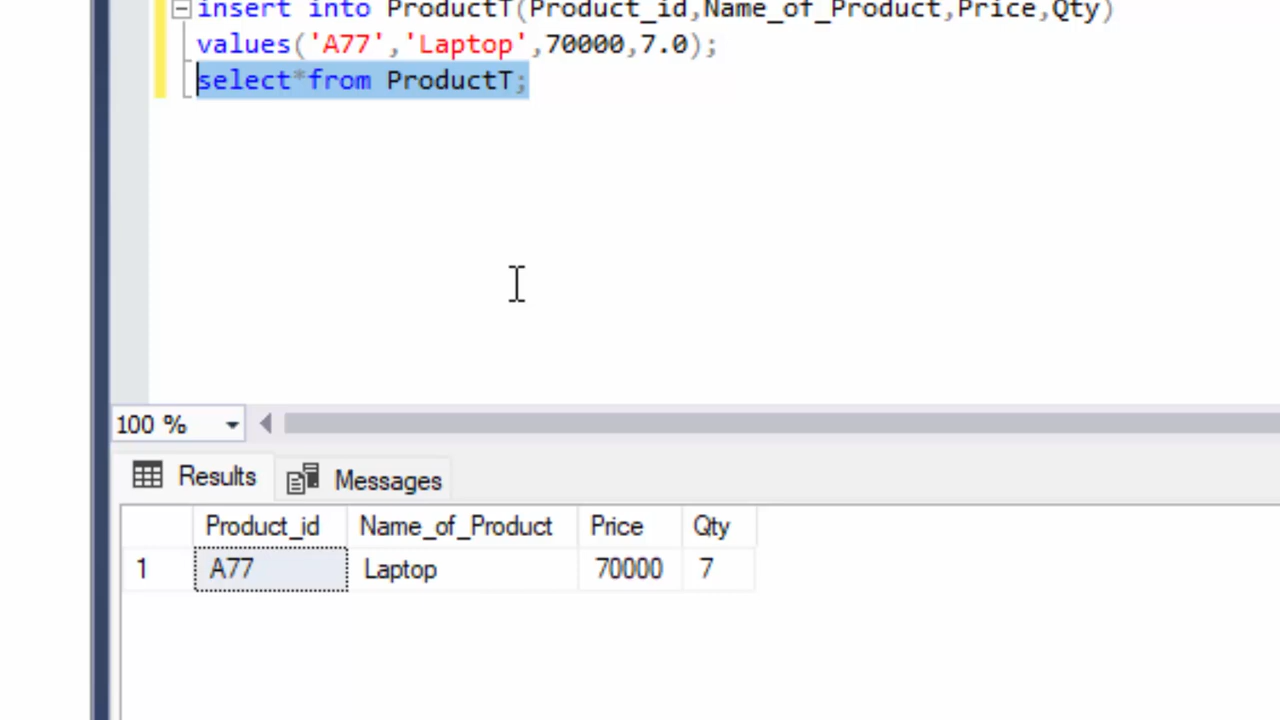 insert into ProductT(Product_id,Name_of_Product,Price,Qty)
values('A77','Laptop',70000,7.0);
select*from ProductT;
100 %
Results Messages
Product_id Name_of_Product Price Qty
1 A77 Laptop 70000 7